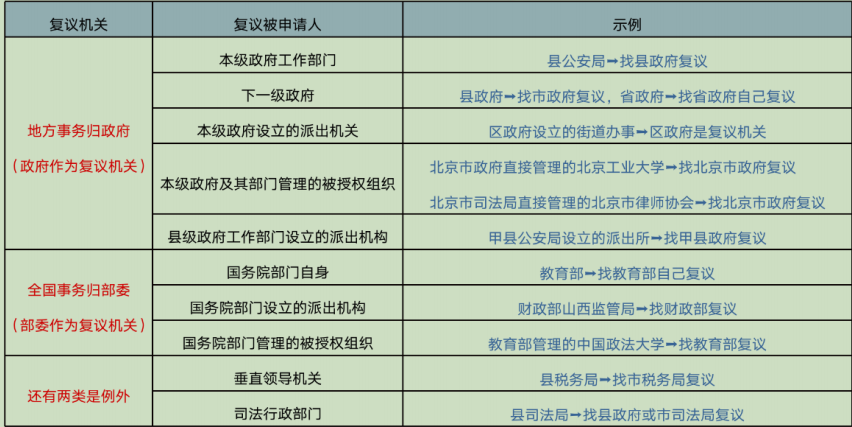 复议机关
复议被申请人
示例
地方事务归政府
（政府作为复议机关）
本级政府工作部门
县公安局➡找县政府复议
下一级政府
县政府➡找市政府复议，省政府➡找省政府自己复议
本级政府设立的派出机关
区政府设立的街道办事➡区政府是复议机关
本级政府及其部门管理的被授权组织
北京市政府直接管理的北京工业大学➡找北京市政府复议
北京市司法局直接管理的北京市律师协会➡找北京市政府复议
县级政府工作部门设立的派出机构
甲县公安局设立的派出所➡找甲县政府复议
全国事务归部委
（部委作为复议机关）
国务院部门自身
教育部➡找教育部自己复议
国务院部门设立的派出机构
财政部山西监管局➡找财政部复议
国务院部门管理的被授权组织
教育部管理的中国政法大学➡找教育部复议
还有两类是例外
垂直领导机关
县税务局➡找市税务局复议
司法行政部门
县司法局➡找县政府或市司法局复议